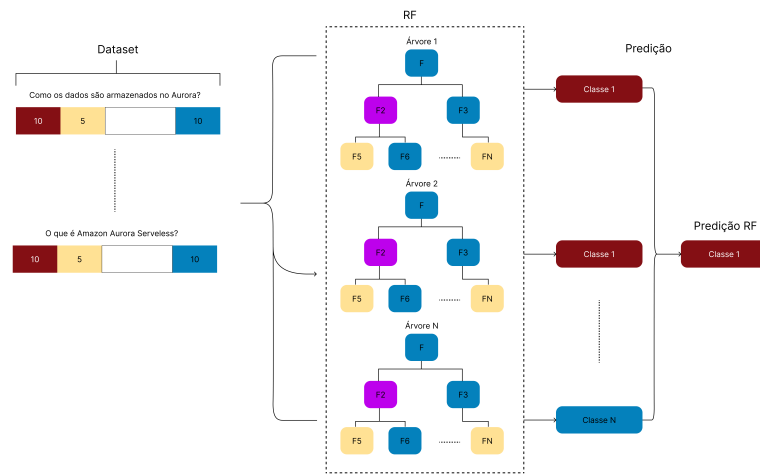 RF
Dataset
Predição
Como os dados são armazenados no Aurora?
10 5 10
O que é Amazon Aurora Serveless?
10 5 10
Árvore 1
F
F2 F3
F5 F6 ........ FN
Árvore 2
F
F2 F3
F5 F6 ........ FN
Árvore N
F
F2 F3
F5 F6 ........ FN
Classe 1
Classe 1
Classe N
Predição RF
Classe 1